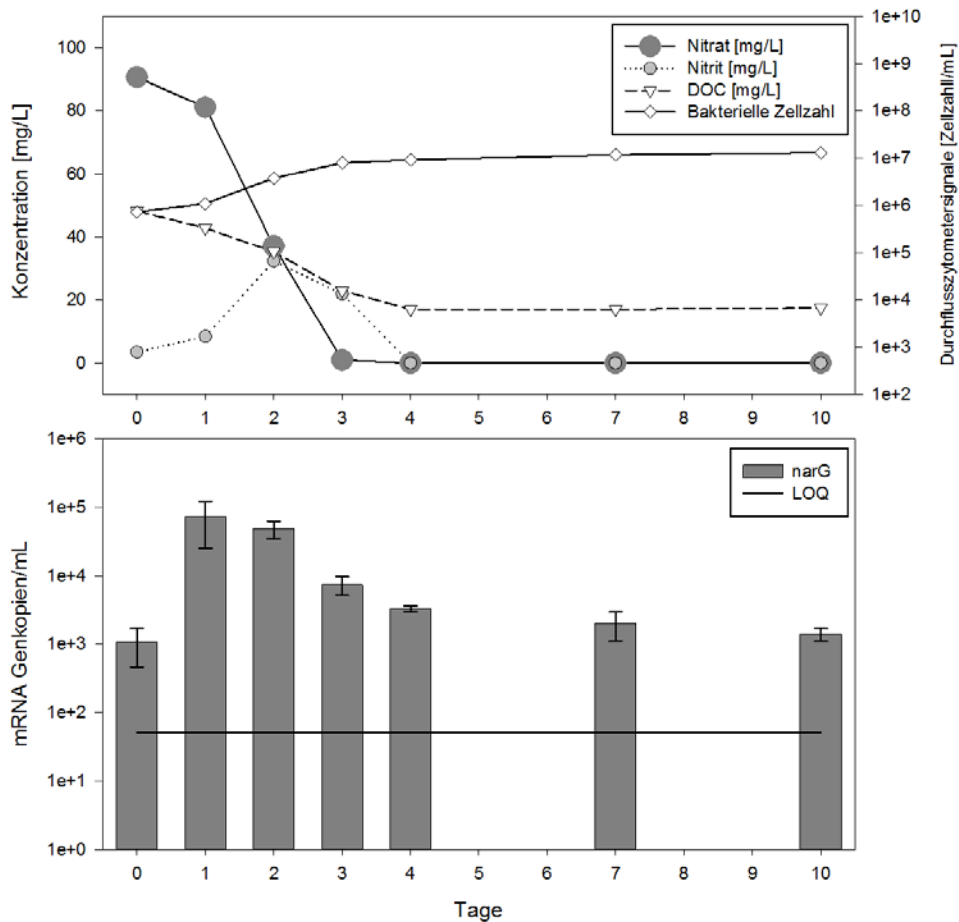 Konzentration [mg/L]
100
80
60
40
20
0
Nitrat [mg/L]
Nitrit [mg/L]
DOC [mg/L]
Bakterielle Zellzahl
1e+10
1e+9
1e+8
1e+7
1e+6
1e+5
1e+4
1e+3
1e+2
Durchflusszytometersignale [Zellzahll/mL]
0 1 2 3 4 5 6 7 8 9 10
mRNA Genkopien/mL
1e+6
1e+5
1e+4
1e+3
1e+2
1e+1
1e+0
narG
LOQ
0 1 2 3 4 5 6 7 8 9 10
Tage